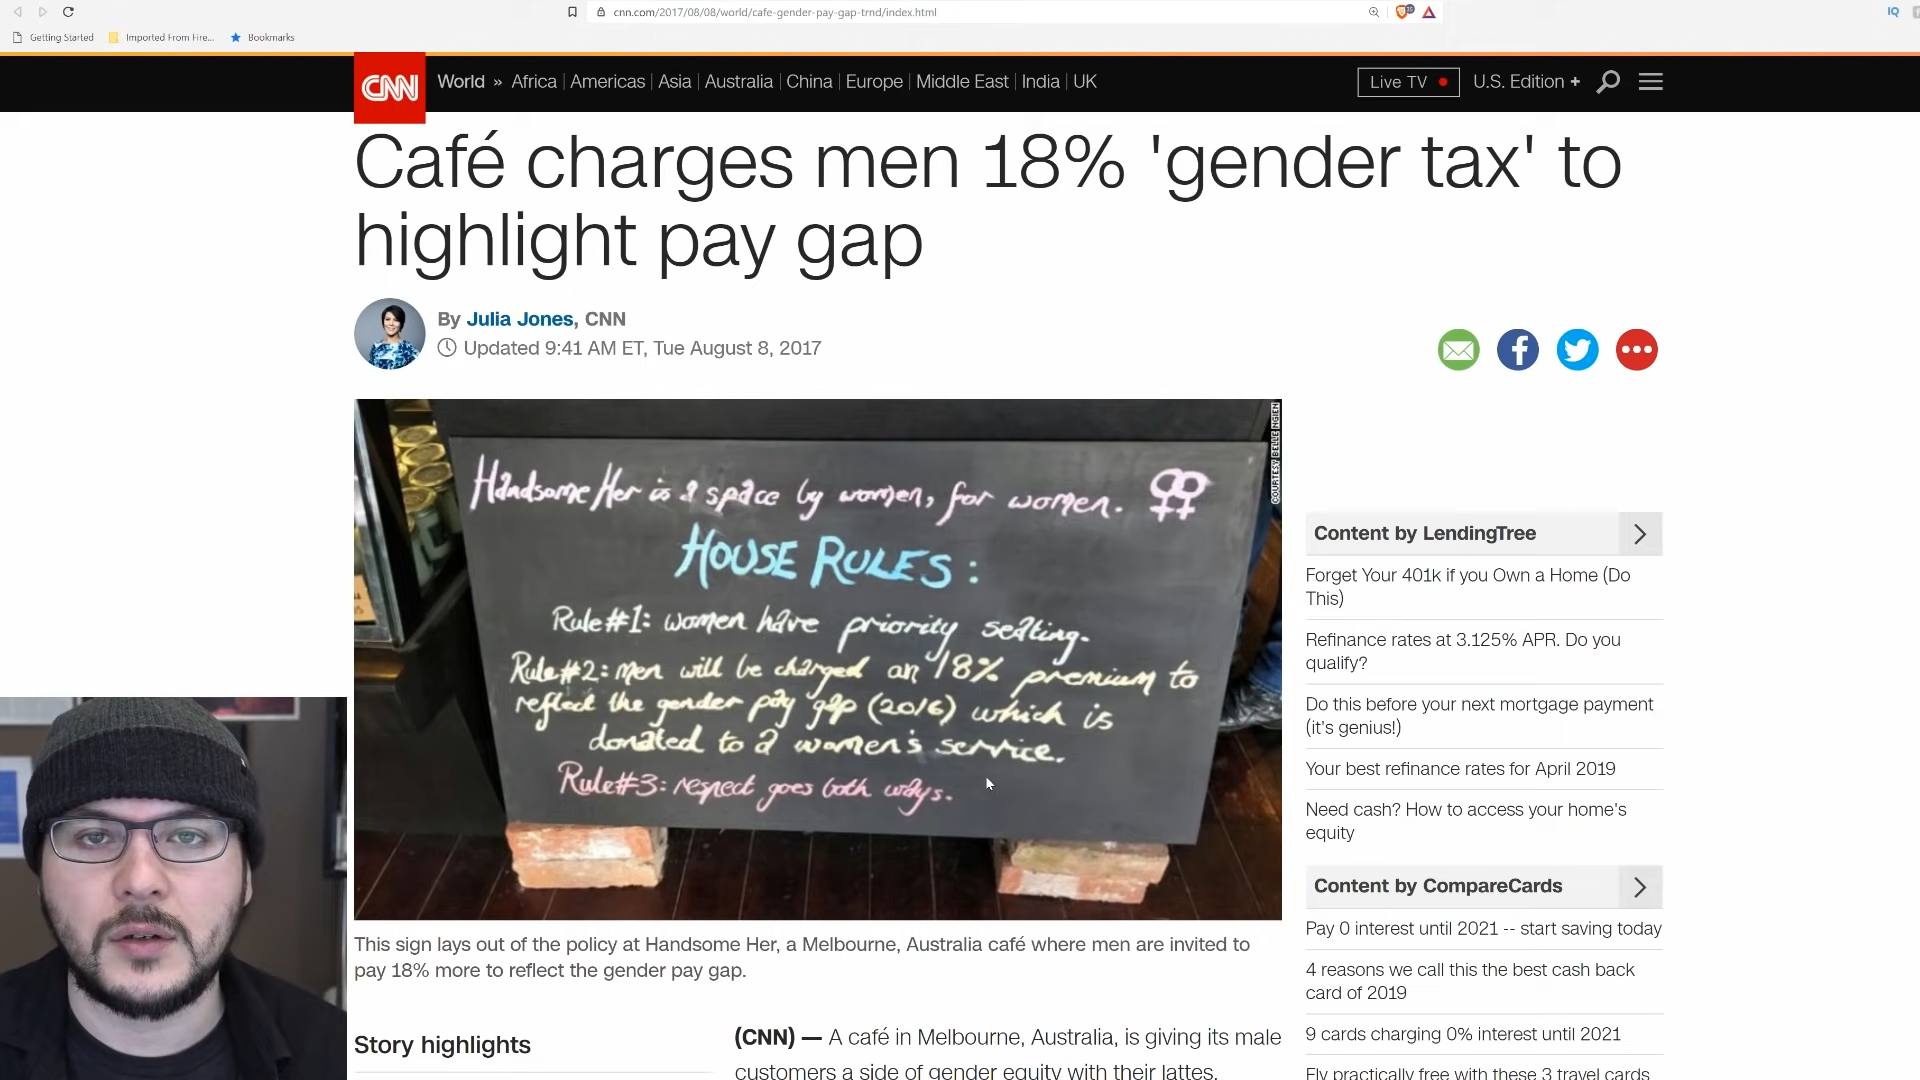 cnn.com/2017/08/08/world/cafe-gender-pay-gap-trnd/index.html
IQ
Getting Started
Imported From Fire...
Bookmarks
CNN
World » Africa Americas Asia Australia China Europe Middle East India UK
Live TV
U.S. Edition +
Café charges men 18% 'gender tax' to
highlight pay gap
By Julia Jones, CNN
Updated 9:41 AM ET, Tue August 8, 2017
COURTESY BELLE NGIEN
Handsome Her is a space by women, for women.
HOUSE RULES:
Rule #1: women have priority seating.
Rule #2: men will be charged an 18% premium to
reflect the gender pay gap (2016) which is
donated to a women's service.
Rule #3: respect goes both ways.
This sign lays out of the policy at Handsome Her, a Melbourne, Australia café where men are invited to
pay 18% more to reflect the gender pay gap.
Story highlights
(CNN) — A café in Melbourne, Australia, is giving its male
customers a side of gender equity with their lattes.
Content by LendingTree
Forget Your 401k if you Own a Home (Do
This)
Refinance rates at 3.125% APR. Do you
qualify?
Do this before your next mortgage payment
(it's genius!)
Your best refinance rates for April 2019
Need cash? How to access your home's
equity
Content by CompareCards
Pay 0 interest until 2021 -- start saving today
4 reasons we call this the best cash back
card of 2019
9 cards charging 0% interest until 2021
Fly practically free with these 3 travel cards